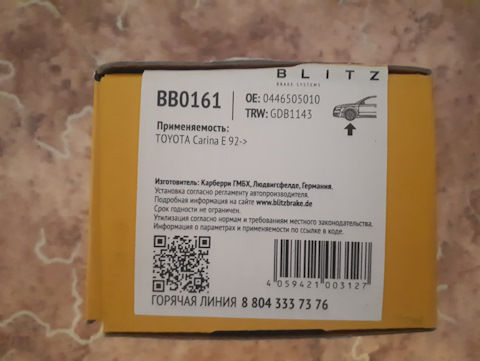 BLITZ
BRAKE SYSTEMS
BB0161
OE: 0446505010
TRW: GDB1143
Применяемость:
TOYOTA Carina E 92->
Изготовитель: Карберри ГМБХ, Людвигсфелде, Германия.
Установка согласно регламенту автопроизводителя.
Подробная информация на сайте www.blitzbrake.de
Срок годности не ограничен.
Утилизация согласно нормам и требованиям местного законодательства.
Информация о параметрах и применяемости по ссылке в коде.
4 059421 003127
ГОРЯЧАЯ ЛИНИЯ 8 804 333 73 76